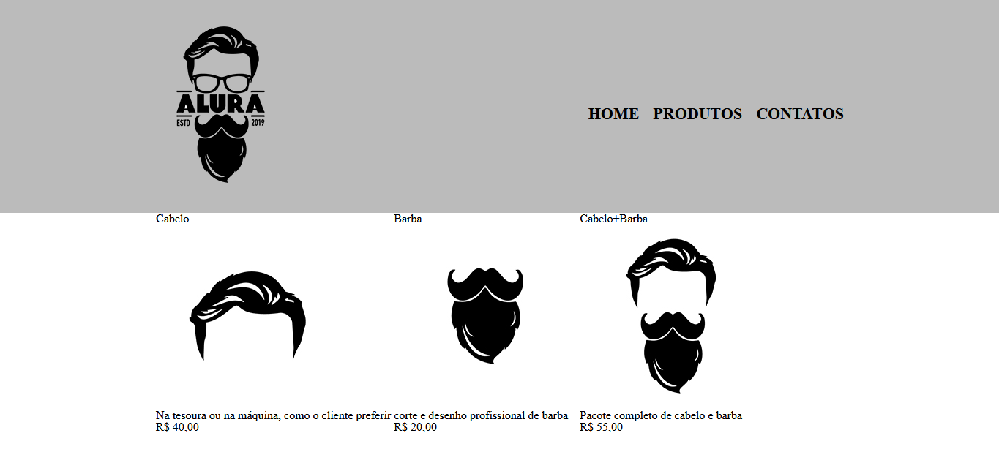 ALURA
ESTD 2019
HOME PRODUTOS CONTATOS
Cabelo
Barba
Cabelo+Barba
Na tesoura ou na máquina, como o cliente preferir
R$ 40,00
corte e desenho profissional de barba
R$ 20,00
Pacote completo de cabelo e barba
R$ 55,00